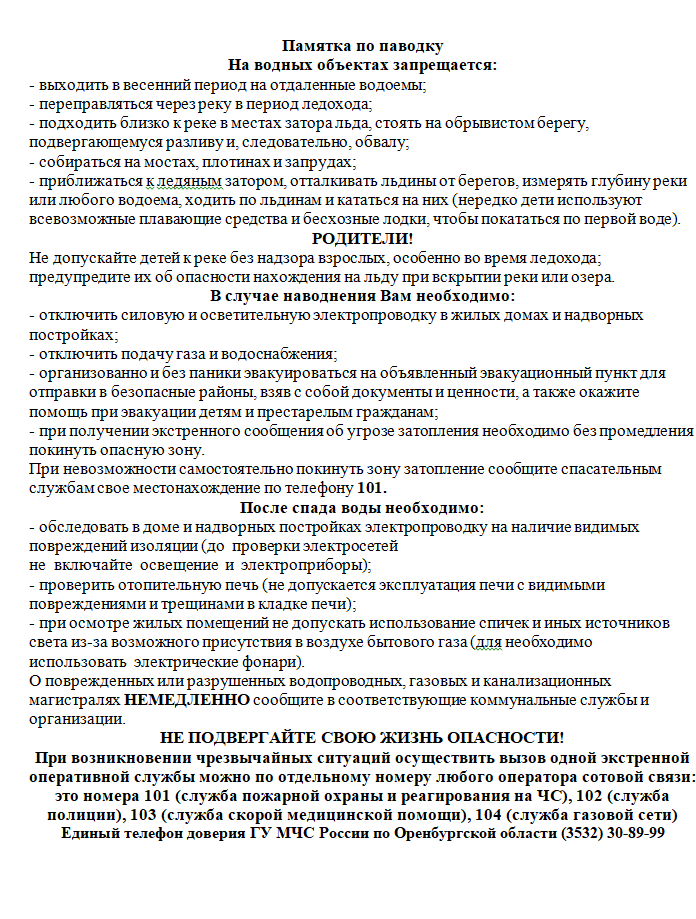 Памятка по паводку
На водных объектах запрещается:
- выходить в весенний период на отдаленные водоемы;
- переправляться через реку в период ледохода;
- подходить близко к реке в местах затора льда, стоять на обрывистом берегу,
подвергающемуся разливу и, следовательно, обвалу;
- собираться на мостах, плотинах и запрудах;
- приближаться к ледяным затором, отталкивать льдины от берегов, измерять глубину реки
или любого водоема, ходить по льдинам и кататься на них (нередко дети используют
всевозможные плавающие средства и бесхозные лодки, чтобы покататься по первой воде).
РОДИТЕЛИ!
Не допускайте детей к реке без надзора взрослых, особенно во время ледохода;
предупредите их об опасности нахождения на льду при вскрытии реки или озера.
В случае наводнения Вам необходимо:
- отключить силовую и осветительную электропроводку в жилых домах и надворных
постройках;
- отключить подачу газа и водоснабжения;
- организованно и без паники эвакуироваться на объявленный эвакуационный пункт для
отправки в безопасные районы, взяв с собой документы и ценности, а также окажите
помощь при эвакуации детям и престарелым гражданам;
- при получении экстренного сообщения об угрозе затопления необходимо без промедления
покинуть опасную зону.
При невозможности самостоятельно покинуть зону затопление сообщите спасательным
службам свое местонахождение по телефону 101.
После спада воды необходимо:
- обследовать в доме и надворных постройках электропроводку на наличие видимых
повреждений изоляции (до проверки электросетей
не включайте освещение и электроприборы);
- проверить отопительную печь (не допускается эксплуатация печи с видимыми
повреждениями и трещинами в кладке печи);
- при осмотре жилых помещений не допускать использование спичек и иных источников
света из-за возможного присутствия в воздухе бытового газа (для необходимо
использовать электрические фонари).
О поврежденных или разрушенных водопроводных, газовых и канализационных
магистралях НЕМЕДЛЕННО сообщите в соответствующие коммунальные службы и
организации.
НЕ ПОДВЕРГАЙТЕ СВОЮ ЖИЗНЬ ОПАСНОСТИ!
При возникновении чрезвычайных ситуаций осуществить вызов одной экстренной
оперативной службы можно по отдельному номеру любого оператора сотовой связи:
это номера 101 (служба пожарной охраны и реагирования на ЧС), 102 (служба
полиции), 103 (служба скорой медицинской помощи), 104 (служба газовой сети)
Единый телефон доверия ГУ МЧС России по Оренбургской области (3532) 30-89-99